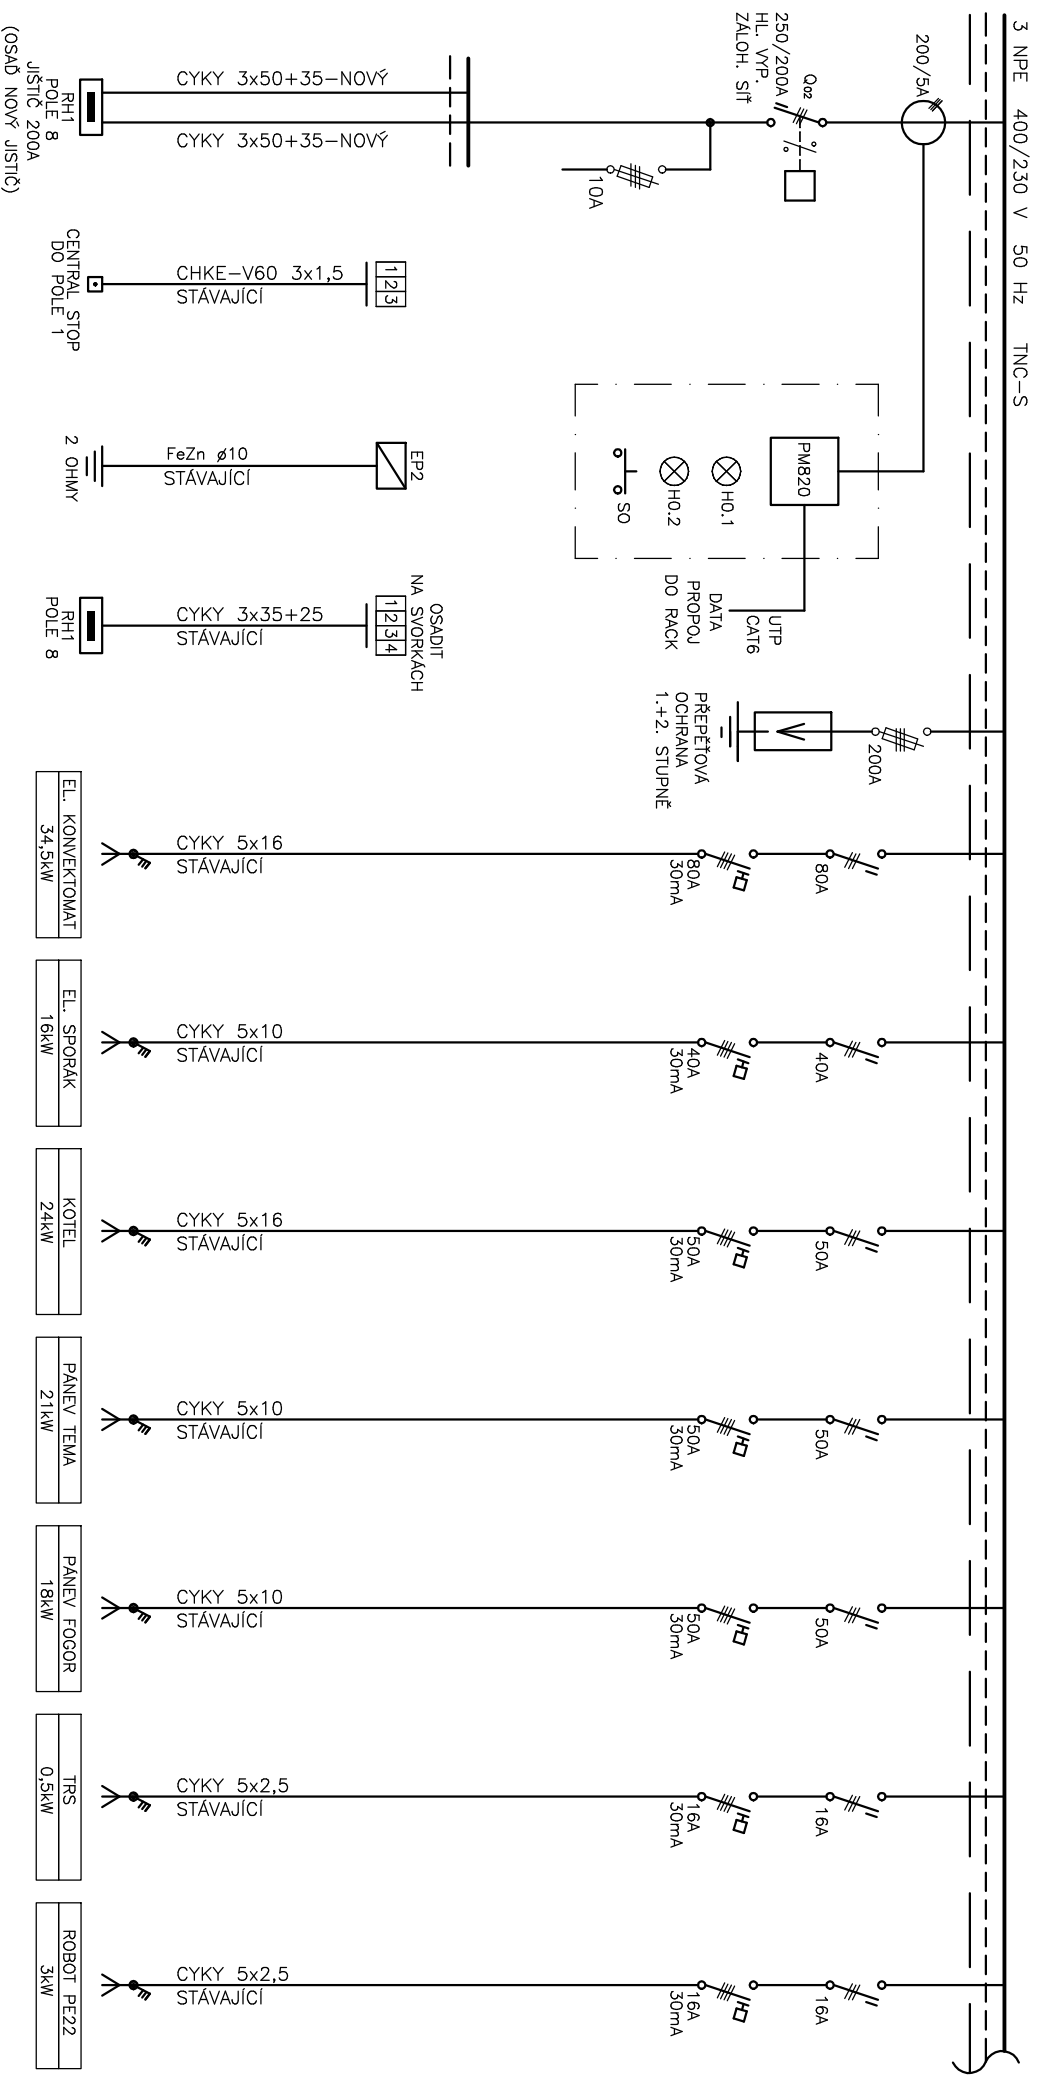 3 NPE 400/230 V 50 Hz TNC-S
200/5A
Q02
250/200A
HL. VYP.
ZÁLOH. SÍŤ
10A
CYKY 3x50+35-NOVÝ
CYKY 3x50+35-NOVÝ
RH1
POLE 8
JIŠTIČ 200A
(OSAĎ NOVÝ JISTIČ)
1 2 3
CHKE-V60 3x1,5
STÁVAJÍCÍ
CENTRAL STOP
DO POLE 1
PM820
H0.1
H0.2
SO
UTP
CAT6
DATA
PROPOJ
DO RACK
EP2
FeZn ø10
STÁVAJÍCÍ
2 OHMY
OSADIT
NA SVORKÁCH
1 2 3 4
CYKY 3x35+25
STÁVAJÍCÍ
RH1
POLE 8
200A
PŘEPĚŤOVÁ
OCHRANA
1.+2. STUPNĚ
80A
80A
30mA
CYKY 5x16
STÁVAJÍCÍ
EL. KONVEKTOMAT
34,5kW
40A
40A
30mA
CYKY 5x10
STÁVAJÍCÍ
EL. SPORÁK
16kW
50A
50A
30mA
CYKY 5x16
STÁVAJÍCÍ
KOTEL
24kW
50A
50A
30mA
CYKY 5x10
STÁVAJÍCÍ
PÁNEV TEMA
21kW
50A
50A
30mA
CYKY 5x10
STÁVAJÍCÍ
PÁNEV FOGOR
18kW
16A
16A
30mA
CYKY 5x2,5
STÁVAJÍCÍ
TRS
0,5kW
16A
16A
30mA
CYKY 5x2,5
STÁVAJÍCÍ
ROBOT PE22
3kW